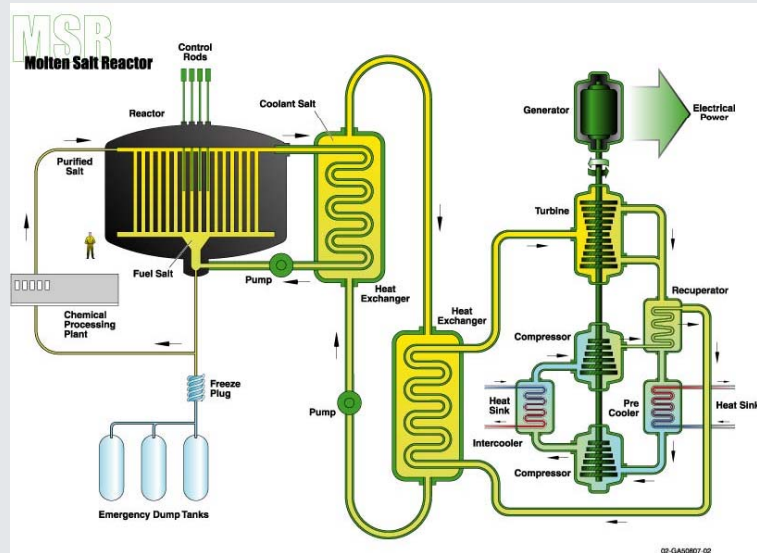 MSR
Molten Salt Reactor
Control
Rods
Reactor
Coolant Salt
Generator
Electrical
Power
Purified
Salt
Turbine
Fuel Salt
Pump
Heat
Exchanger
Heat
Exchanger
Recuperator
Chemical
Processing
Plant
Compressor
Freeze
Plug
Pump
Heat
Sink
Pre
Cooler
Heat Sink
Intercooler
Compressor
Emergency Dump Tanks
02-GA50807-02